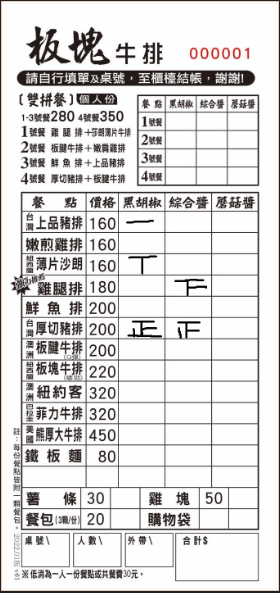 板塊牛排 000001
請自行填單及桌號，至櫃檯結帳，謝謝!
〔雙拼餐〕個人份
1-3號餐280 4號餐350
1號餐 雞腿排+莎朗薄片牛排
2號餐 板腱牛排+嫩肩雞排
3號餐 鮮魚排+上品豬排
4號餐 厚切豬排+板腱牛排
餐點 黑胡椒 綜合醬 蘑菇醬
1號餐
2號餐
3號餐
4號餐
餐點 價格 黑胡椒 綜合醬 蘑菇醬
台灣 上品豬排 160 一
嫩煎雞排 160
紐西蘭 薄片沙朗 160 丅
雞腿排 180 下
鮮魚排 200
台灣 厚切豬排 200 正 正
澳洲 板腱牛排 200
紐西蘭 板塊牛排 220
澳洲 紐約客 320
菲力牛排 320
美國 熊厚大牛排 450
鐵板麵 80
薯條 30 雞塊 50
餐包(3顆/份) 20 購物袋
桌號\ 人數\ 外帶\ 合計$
※低消為一人一份餐點或共餐費30元。
註:每份餐點皆附一顆餐包。